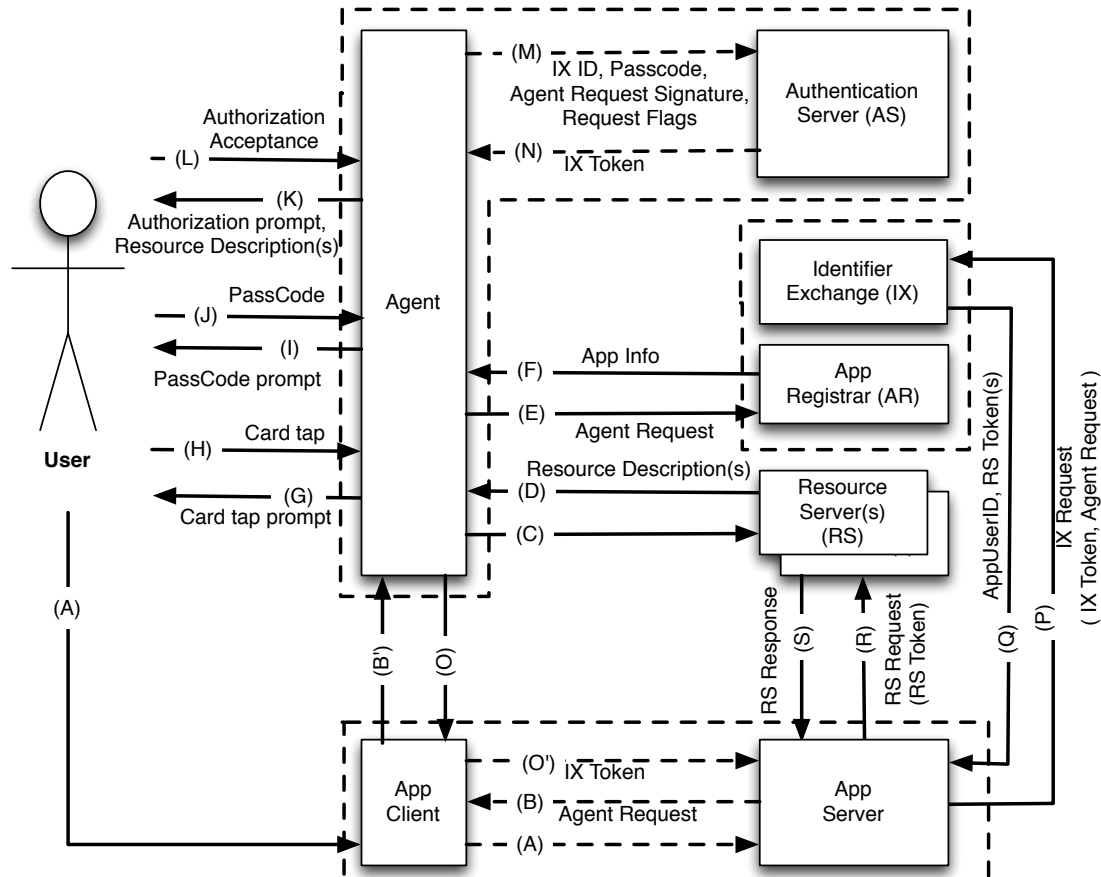 (M)
IX ID, Passcode,
Agent Request Signature,
Request Flags
Authentication
Server (AS)
(N)
IX Token
Authorization
Acceptance
(L)
(K)
Authorization prompt,
Resource Description(s)
PassCode
(J)
(I)
PassCode prompt
Card tap
(H)
(G)
Card tap prompt
User
(A)
Agent
Identifier
Exchange (IX)
App Info
(F)
(E)
Agent Request
App
Registrar (AR)
Resource Description(s)
(D)
(C)
Resource
Server(s)
(RS)
(B')
(O)
RS Response
(S)
(R)
RS Request
(RS Token)
AppUserID, RS Token(s)
(Q)
(P)
IX Request
( IX Token, Agent Request )
App
Client
(O')
IX Token
(B)
Agent Request
(A)
App
Server